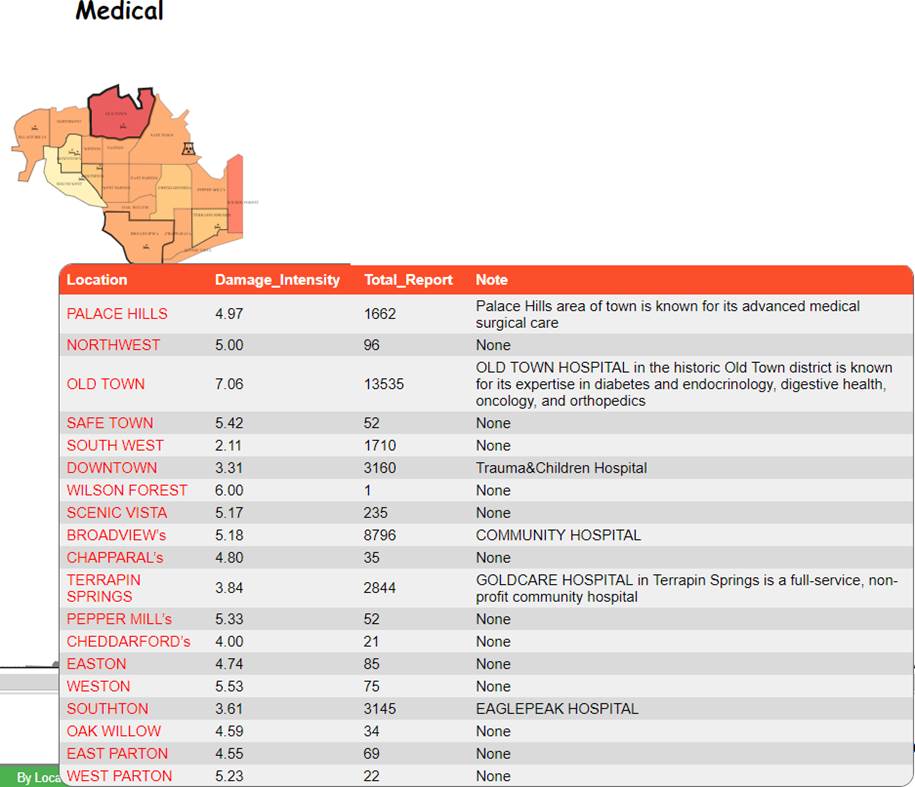 Medical
Location Damage_Intensity Total_Report Note
PALACE HILLS 4.97 1662 Palace Hills area of town is known for its advanced medical
surgical care
NORTHWEST 5.00 96 None
OLD TOWN 7.06 13535 OLD TOWN HOSPITAL in the historic Old Town district is known
for its expertise in diabetes and endocrinology, digestive health,
oncology, and orthopedics
SAFE TOWN 5.42 52 None
SOUTH WEST 2.11 1710 None
DOWNTOWN 3.31 3160 Trauma&Children Hospital
WILSON FOREST 6.00 1 None
SCENIC VISTA 5.17 235 None
BROADVIEW's 5.18 8796 COMMUNITY HOSPITAL
CHAPPARAL's 4.80 35 None
TERRAPIN
SPRINGS 3.84 2844 GOLDCARE HOSPITAL in Terrapin Springs is a full-service, non-
profit community hospital
PEPPER MILL's 5.33 52 None
CHEDDARFORD's 4.00 21 None
EASTON 4.74 85 None
WESTON 5.53 75 None
SOUTHTON 3.61 3145 EAGLEPEAK HOSPITAL
OAK WILLOW 4.59 34 None
EAST PARTON 4.55 69 None
WEST PARTON 5.23 22 None
By Loca